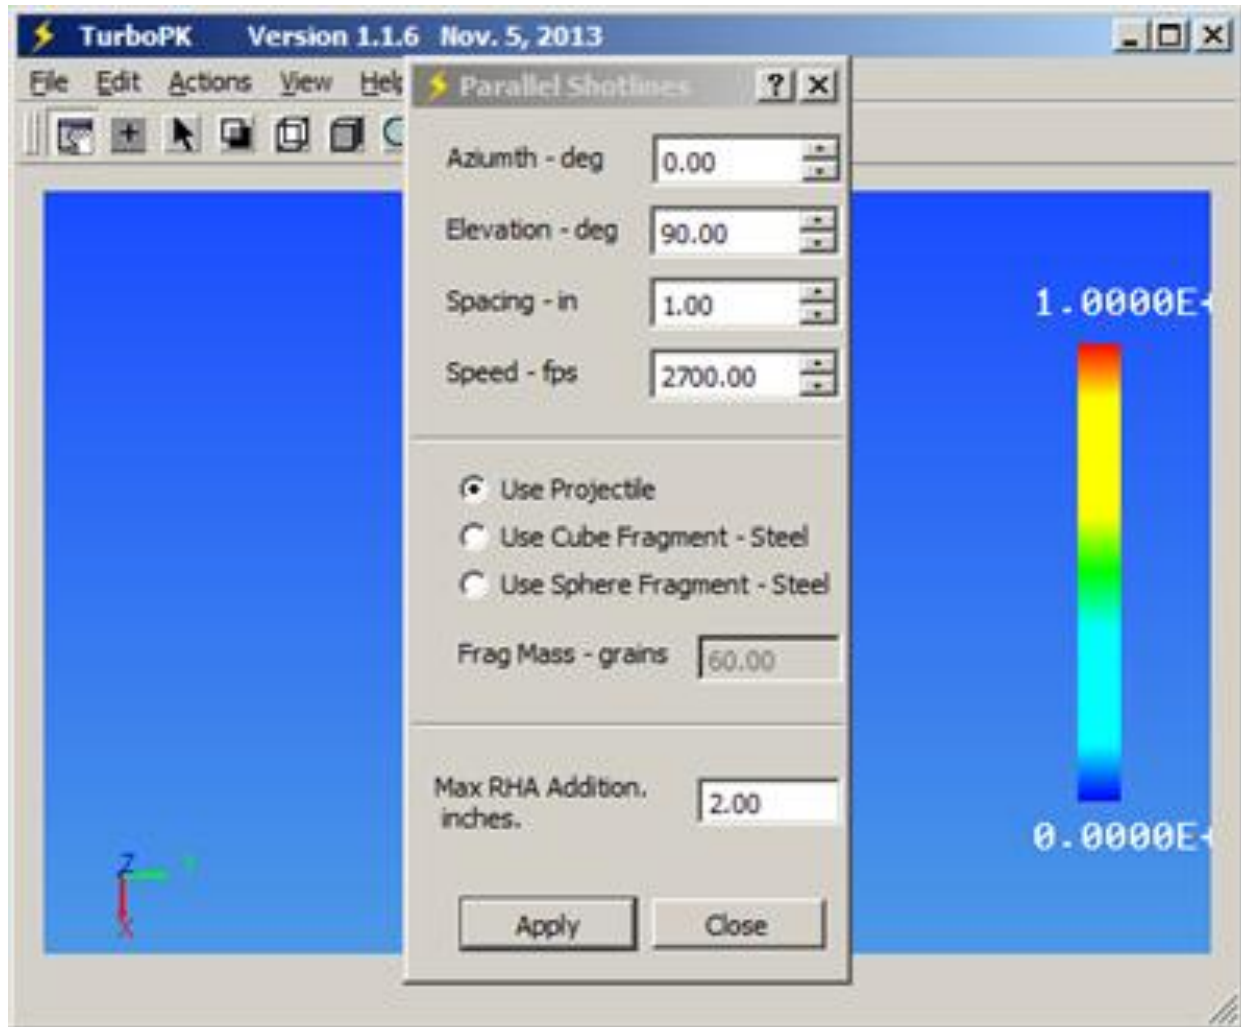 TurboPK Version 1.1.6 Nov. 5, 2013
File Edit Actions View Help
Parallel Shotlines
Aziumth - deg 0.00
Elevation - deg 90.00
Spacing - in 1.00
Speed - fps 2700.00
1.0000E+
Use Projectile
Use Cube Fragment - Steel
Use Sphere Fragment - Steel
Frag Mass - grains 60.00
Max RHA Addition.
inches. 2.00
0.0000E+
Z Y
X
Apply Close